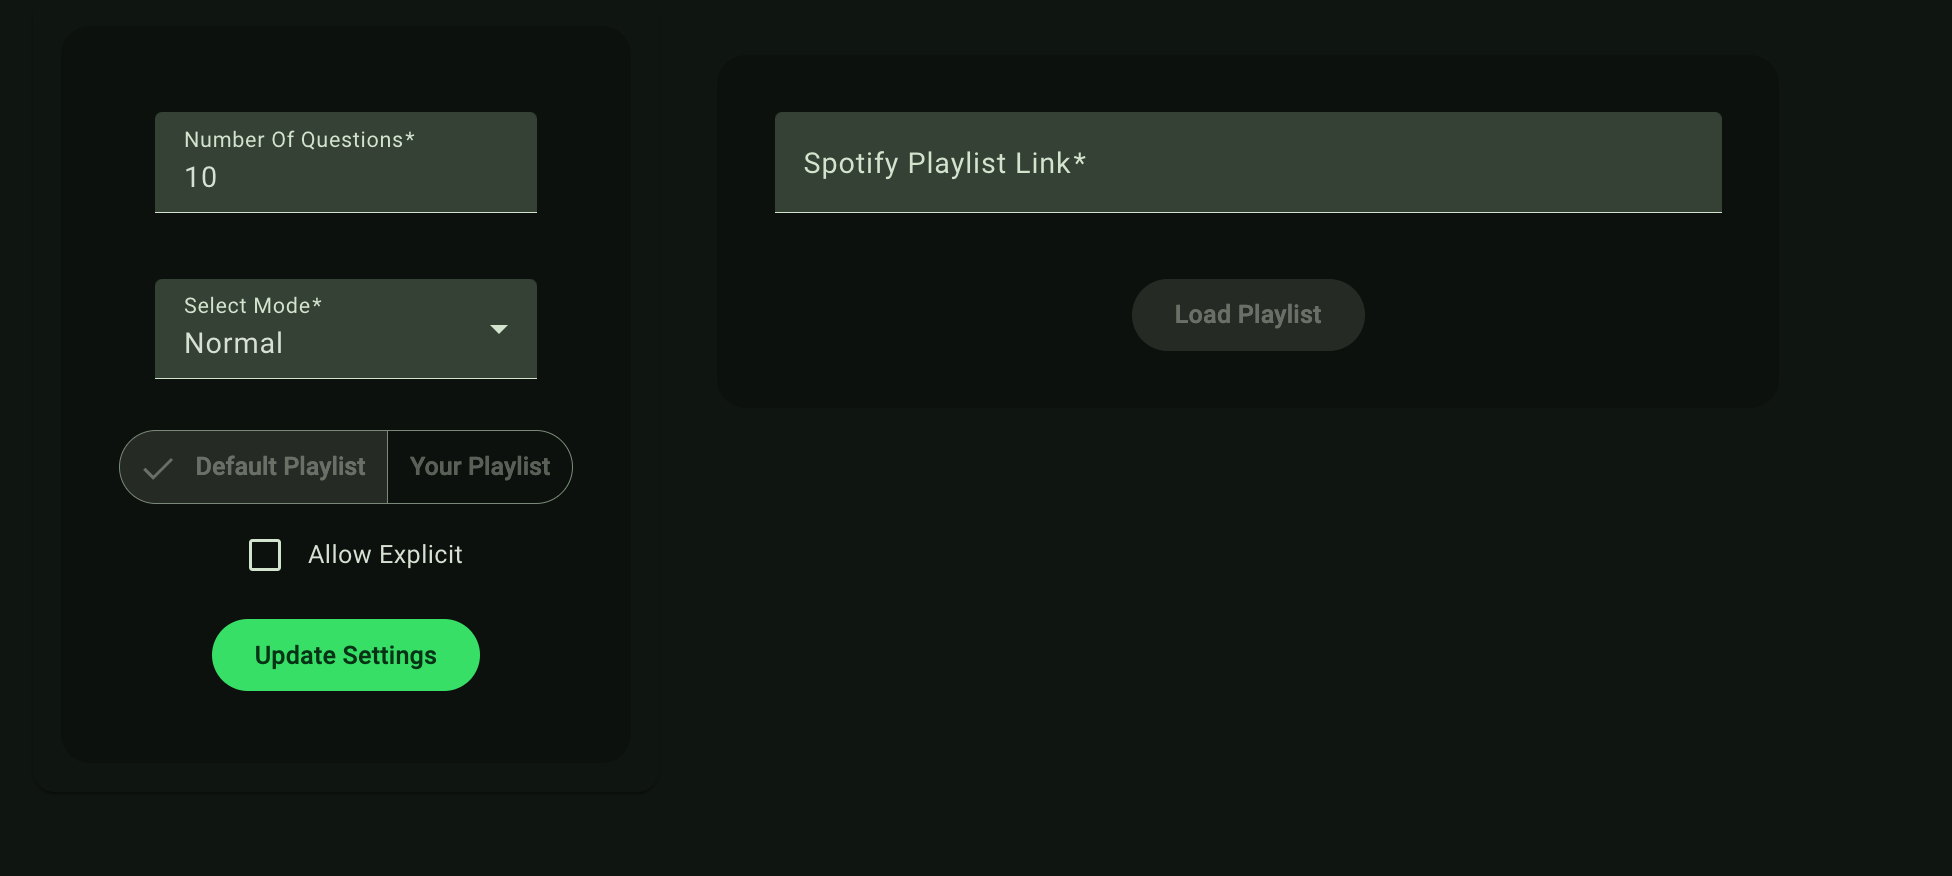 Number Of Questions*
10
Select Mode*
Normal
Default Playlist
Your Playlist
Allow Explicit
Update Settings
Spotify Playlist Link*
Load Playlist